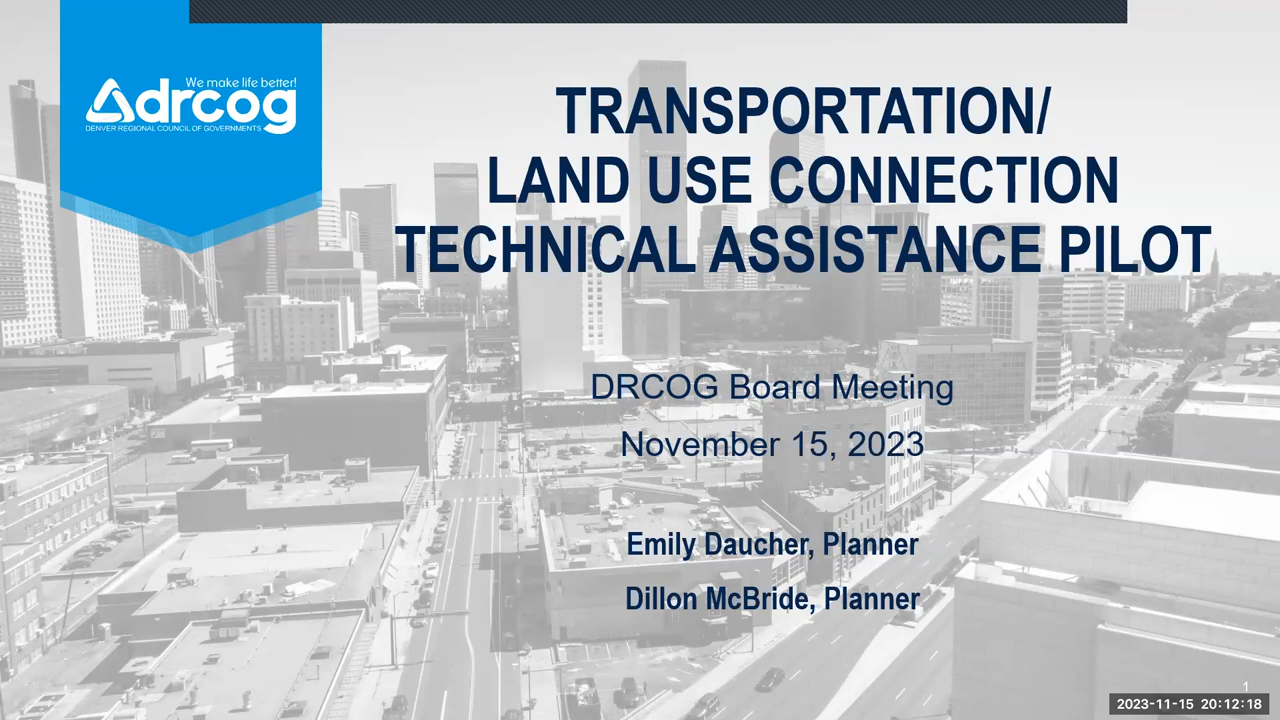 We make life better!
drcog
DENVER REGIONAL COUNCIL OF GOVERNMENTS
TRANSPORTATION/
LAND USE CONNECTION
TECHNICAL ASSISTANCE PILOT
DRCOG Board Meeting
November 15, 2023
Emily Daucher, Planner
Dillon McBride, Planner
1
2023-11-15 20:12:18